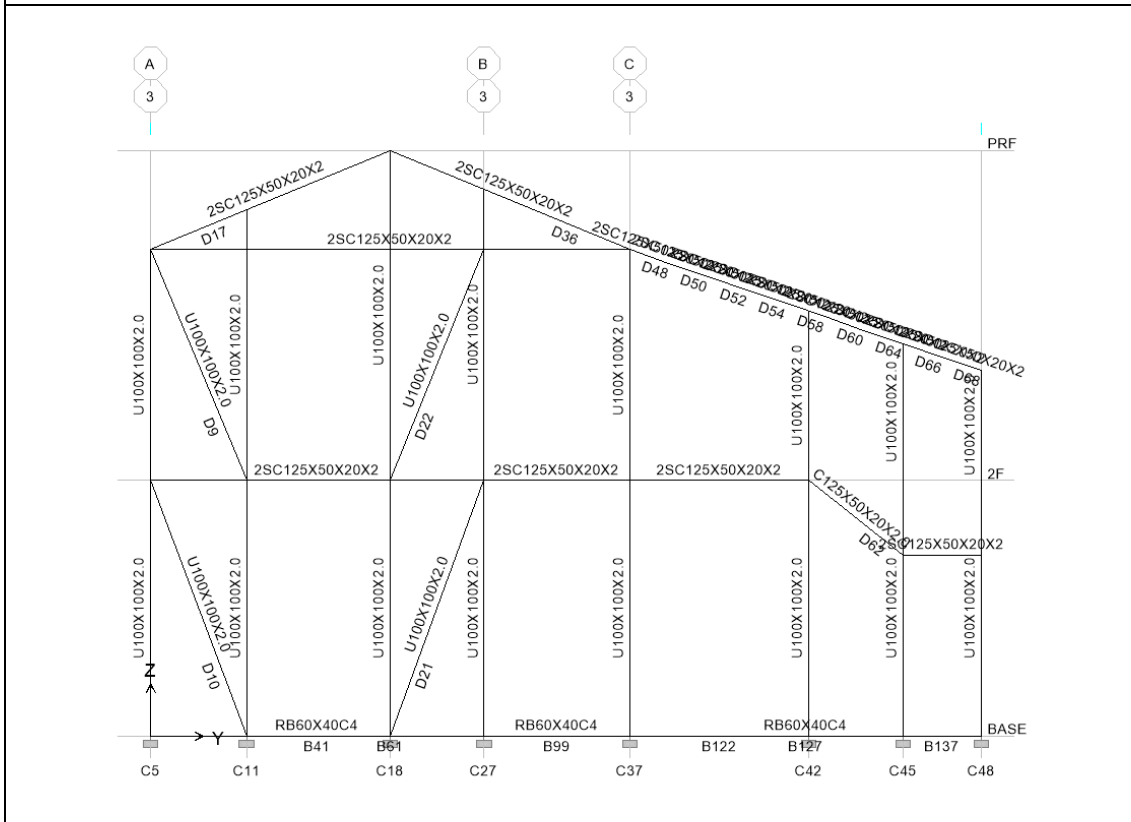 A B C
3 3 3
PRF
2SC125X50X20X2 2SC125X50X20X2
D17 D36
2SC125X50X20X2
D48 D50 D52 D54 D58 D60 D64 D66 D68
U100X100X2.0 U100X100X2.0 U100X100X2.0 U100X100X2.0 U100X100X2.0 U100X100X2.0 U100X100X2.0 U100X100X2.0 U100X100X2.0 U100X100X2.0
D9 D22
2SC125X50X20X2 2SC125X50X20X2 2SC125X50X20X2 2F
C125X50X20X2.0
D62 2SC125X50X20X2
U100X100X2.0 U100X100X2.0 U100X100X2.0 U100X100X2.0 U100X100X2.0 U100X100X2.0 U100X100X2.0 U100X100X2.0 U100X100X2.0 U100X100X2.0
D10 D21
Z
Y
RB60X40C4 RB60X40C4 RB60X40C4 BASE
B41 B61 B99 B122 B127 B137
C5 C11 C18 C27 C37 C42 C45 C48